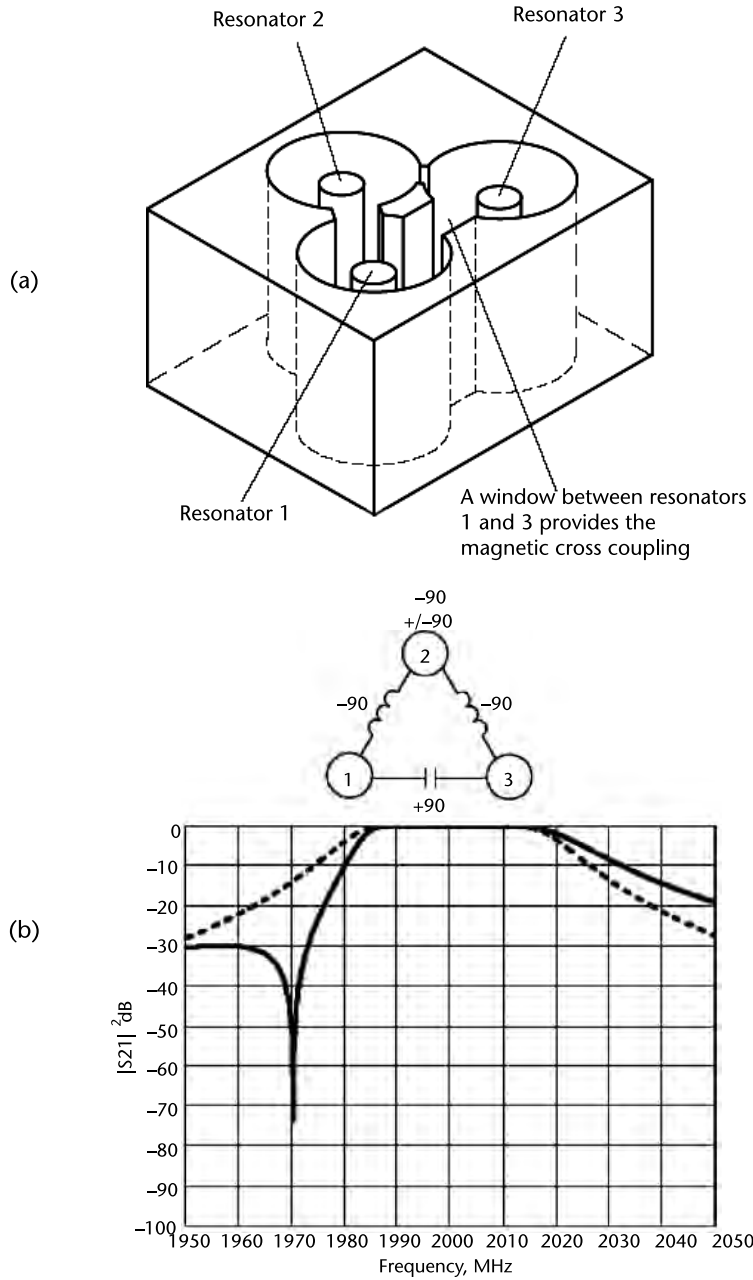 Resonator 2
Resonator 3
(a)
Resonator 1
A window between resonators
1 and 3 provides the
magnetic cross coupling
–90
+/–90
2
–90
–90
1
3
+90
(b)
|S21| ²dB
0
–10
–20
–30
–40
–50
–60
–70
–80
–90
–100
1950 1960 1970 1980 1990 2000 2010 2020 2030 2040 2050
Frequency, MHz